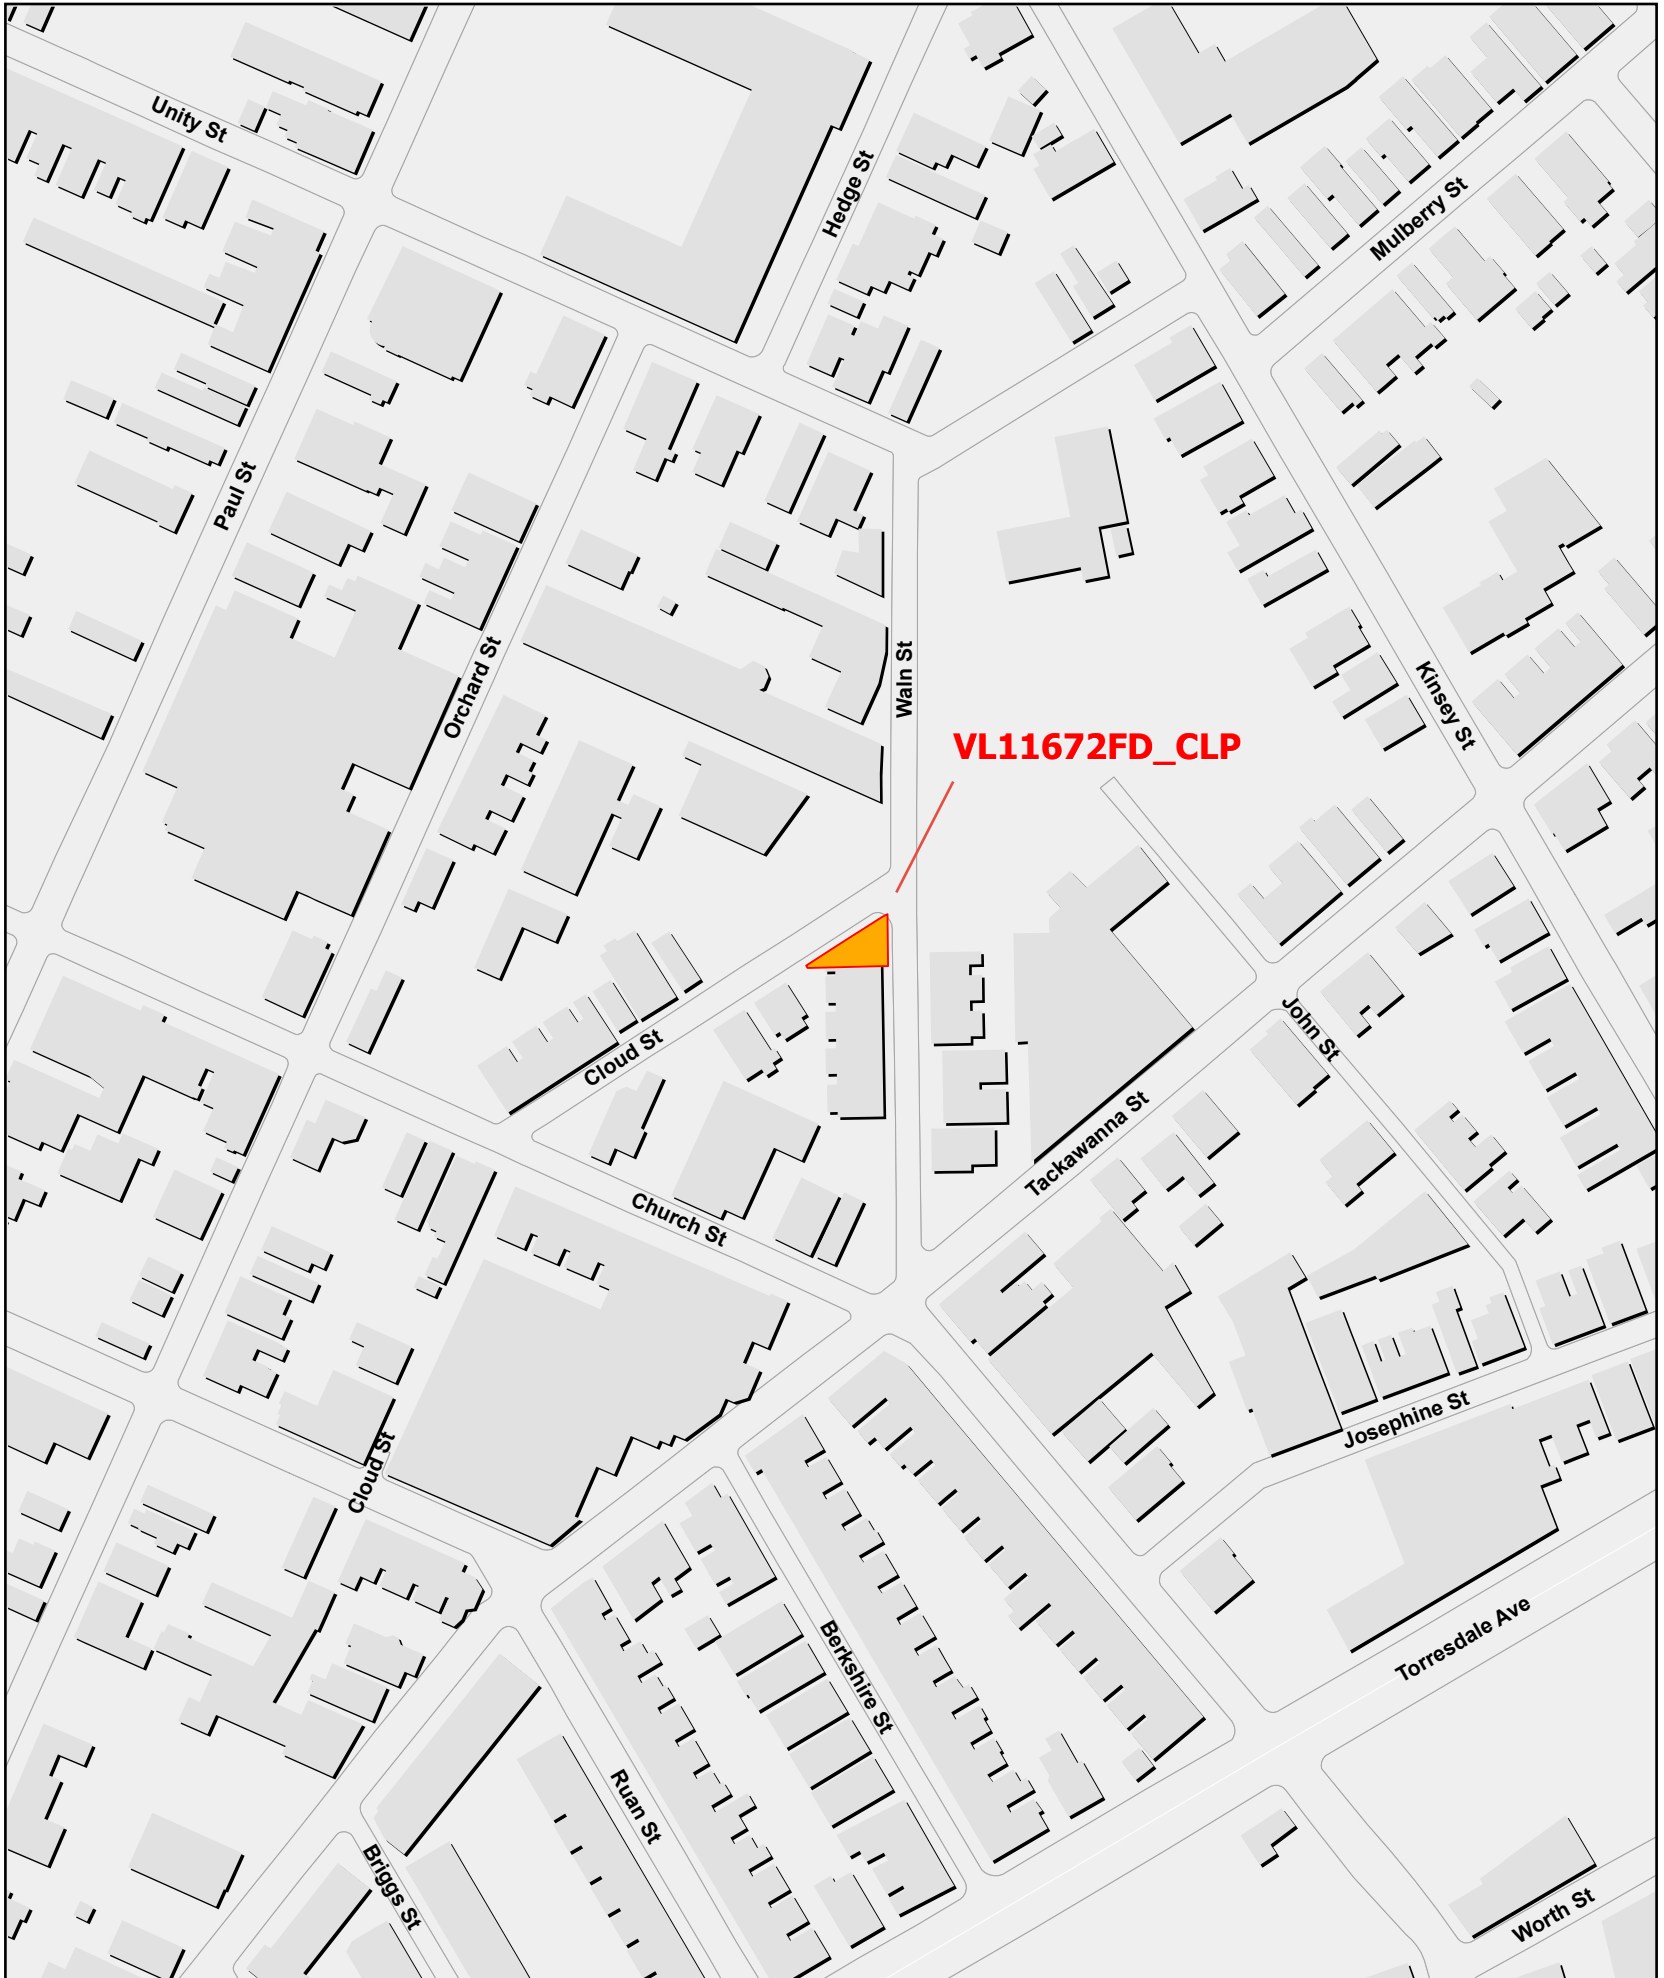 Unity St
Hedge St
Mulberry St
Paul St
Orchard St
Waln St
Kinsey St
VL11672FD_CLP
Cloud St
John St
Tackawanna St
Church St
Josephine St
Cloud St
Torresdale Ave
Berkshire St
Ruan St
Briggs St
Worth St